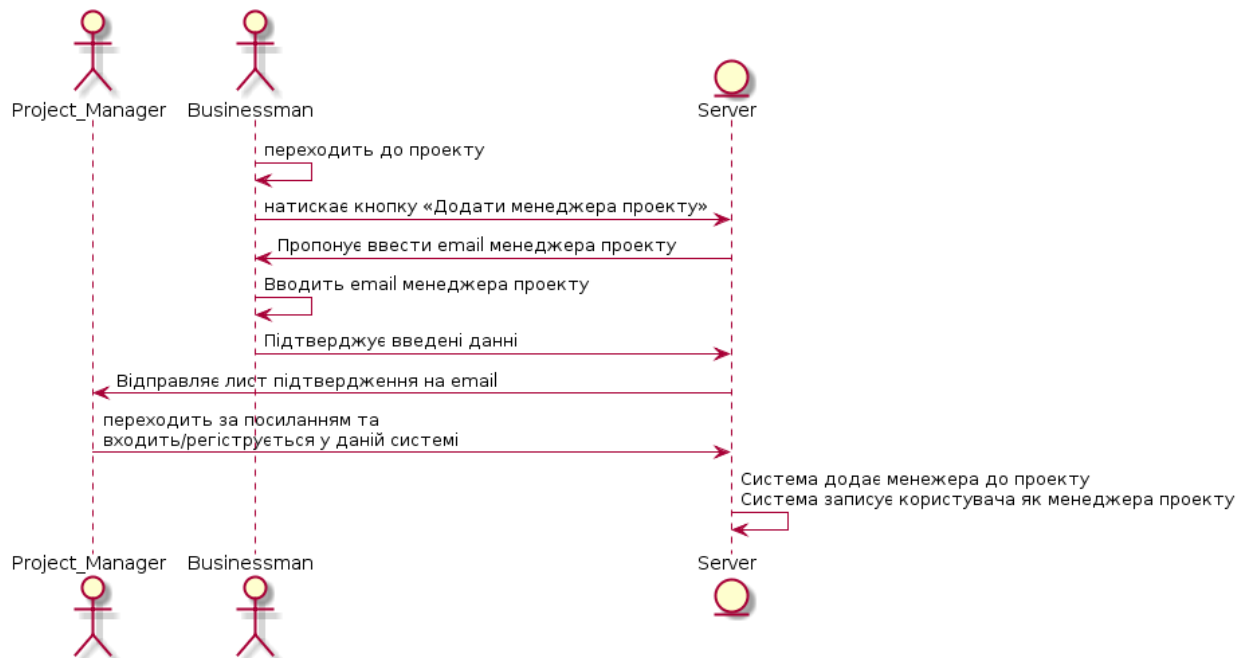 Project_Manager Businessman Server
переходить до проекту
натискає кнопку «Додати менеджера проекту»
Пропонує ввести email менеджера проекту
Вводить email менеджера проекту
Підтверджує введені данні
Відправляє лист підтвердження на email
переходить за посиланням та
входить/регіструється у даній системі
Система додає менежера до проекту
Система записує користувача як менеджера проекту
Project_Manager Businessman Server